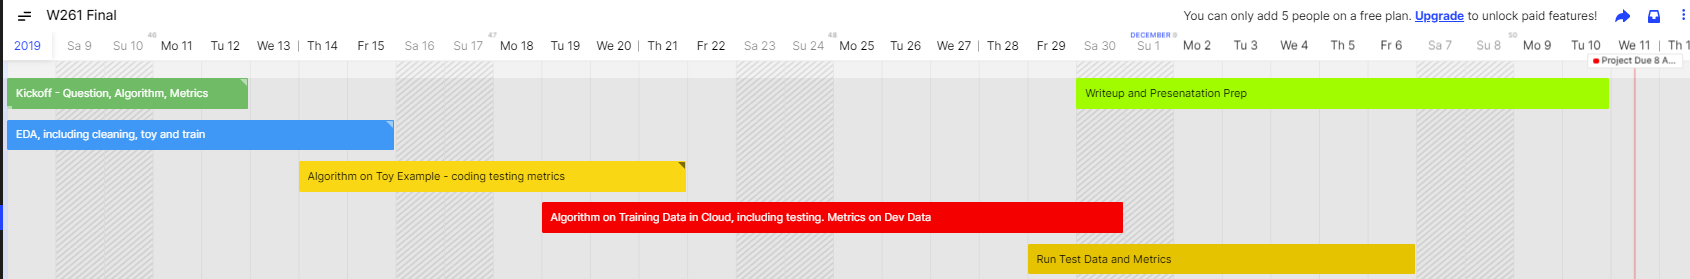 W261 Final
You can only add 5 people on a free plan. Upgrade to unlock paid features!
46 47 48 DECEMBER 9 50
2019 Sa 9 Su 10 Mo 11 Tu 12 We 13 Th 14 Fr 15 Sa 16 Su 17 Mo 18 Tu 19 We 20 Th 21 Fr 22 Sa 23 Su 24 Mo 25 Tu 26 We 27 Th 28 Fr 29 Sa 30 Su 1 Mo 2 Tu 3 We 4 Th 5 Fr 6 Sa 7 Su 8 Mo 9 Tu 10 We 11 Th 1
Project Due 8 A...
Kickoff - Question, Algorithm, Metrics
Writeup and Presenatation Prep
EDA, including cleaning, toy and train
Algorithm on Toy Example - coding testing metrics
Algorithm on Training Data in Cloud, including testing. Metrics on Dev Data
Run Test Data and Metrics